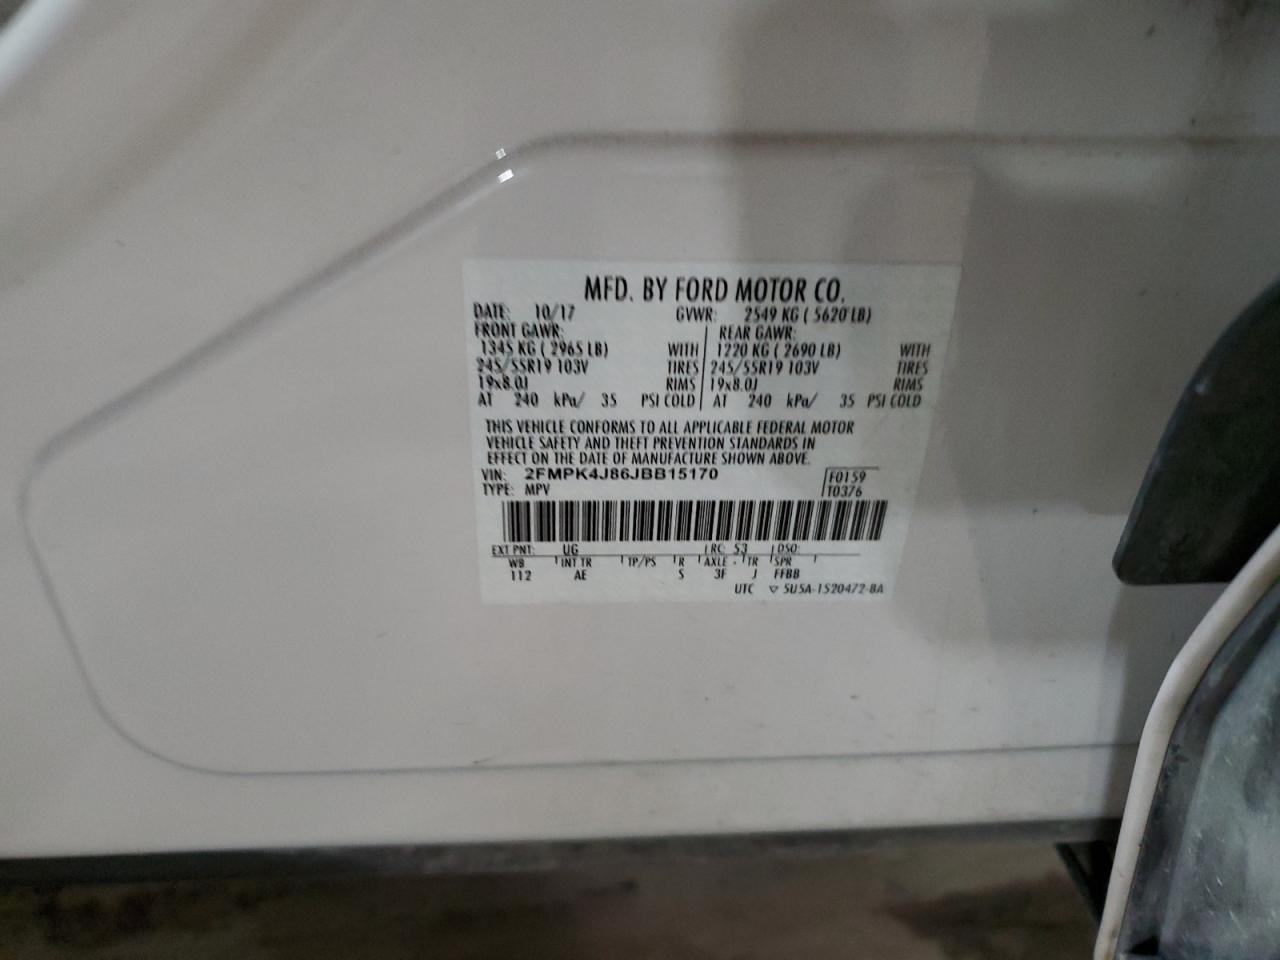 MFD. BY FORD MOTOR CO.
DATE: 10/17 GVWR: 2549 KG ( 5620 LB)
FRONT GAWR: REAR GAWR:
1345 KG ( 2965 LB) WITH 1220 KG ( 2690 LB) WITH
245/55R19 103V TIRES 245/55R19 103V TIRES
19x8.0J RIMS 19x8.0J RIMS
AT 240 kPa/ 35 PSI COLD AT 240 kPa/ 35 PSI COLD
THIS VEHICLE CONFORMS TO ALL APPLICABLE FEDERAL MOTOR
VEHICLE SAFETY AND THEFT PREVENTION STANDARDS IN
EFFECT ON THE DATE OF MANUFACTURE SHOWN ABOVE.
VIN: 2FMPK4J86JBB15170 F0159
TYPE: MPV T0376
EXT PNT: UG RC: 53 DSO:
WB INT TR TP/PS R AXLE TR SPR
112 AE S 3F J FFBB
UTC ▽ 5U5A-1520472-BA